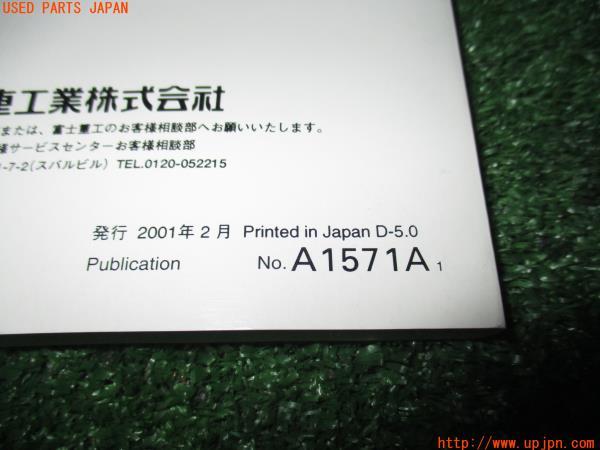 USED PARTS JAPAN
重工業株式会社
または、富士重工のお客様相談部へお願いいたします。
様サービスセンターお客様相談部
-7-2(スバルビル) TEL.0120-052215
発行 2001年2月 Printed in Japan D-5.0
Publication No. A1571A 1
http://www.upjpn.com/